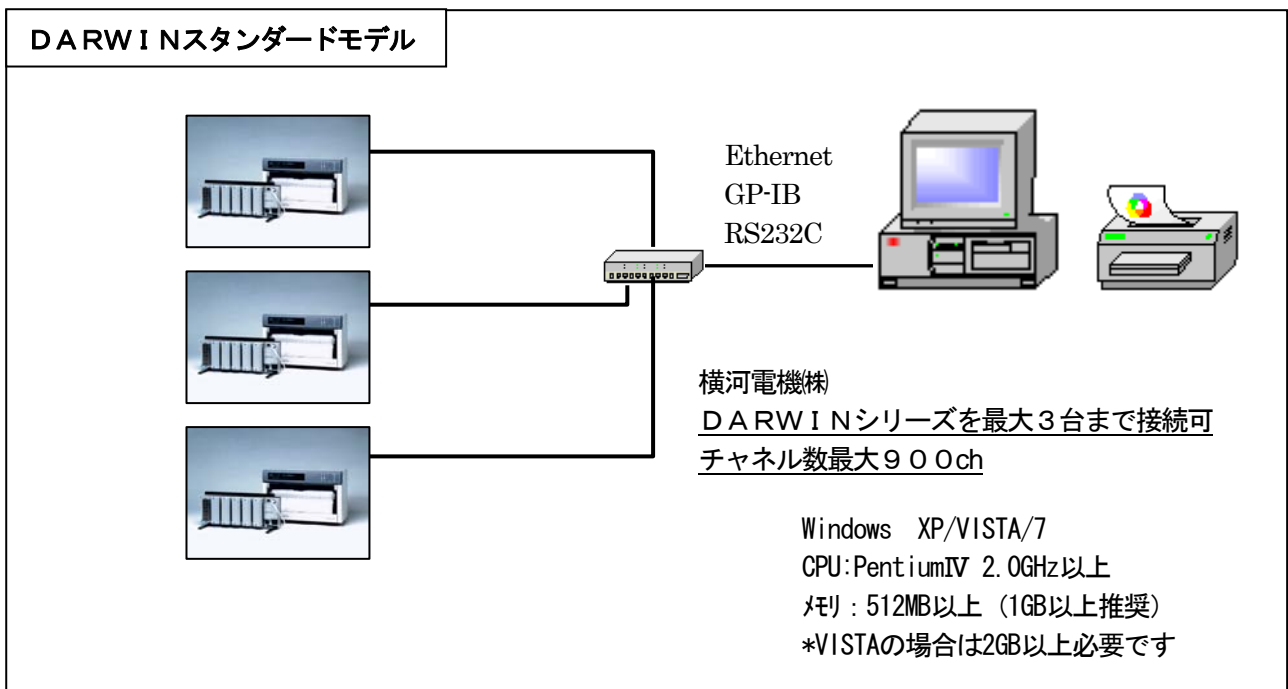 ＤＡＲＷＩＮスタンダードモデル
Ethernet
GP-IB
RS232C
横河電機㈱
ＤＡＲＷＩＮシリーズを最大３台まで接続可
チャネル数最大９００ch
Windows　XP/VISTA/7
CPU:PentiumⅣ 2.0GHz以上
ﾒﾓﾘ：512MB以上（1GB以上推奨）
*VISTAの場合は2GB以上必要です